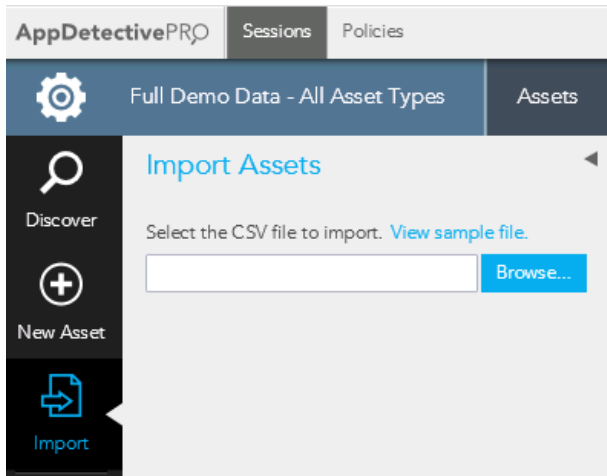 AppDetectivePRO Sessions Policies
Full Demo Data - All Asset Types Assets
Import Assets
Discover
Select the CSV file to import. View sample file.
Browse...
New Asset
Import